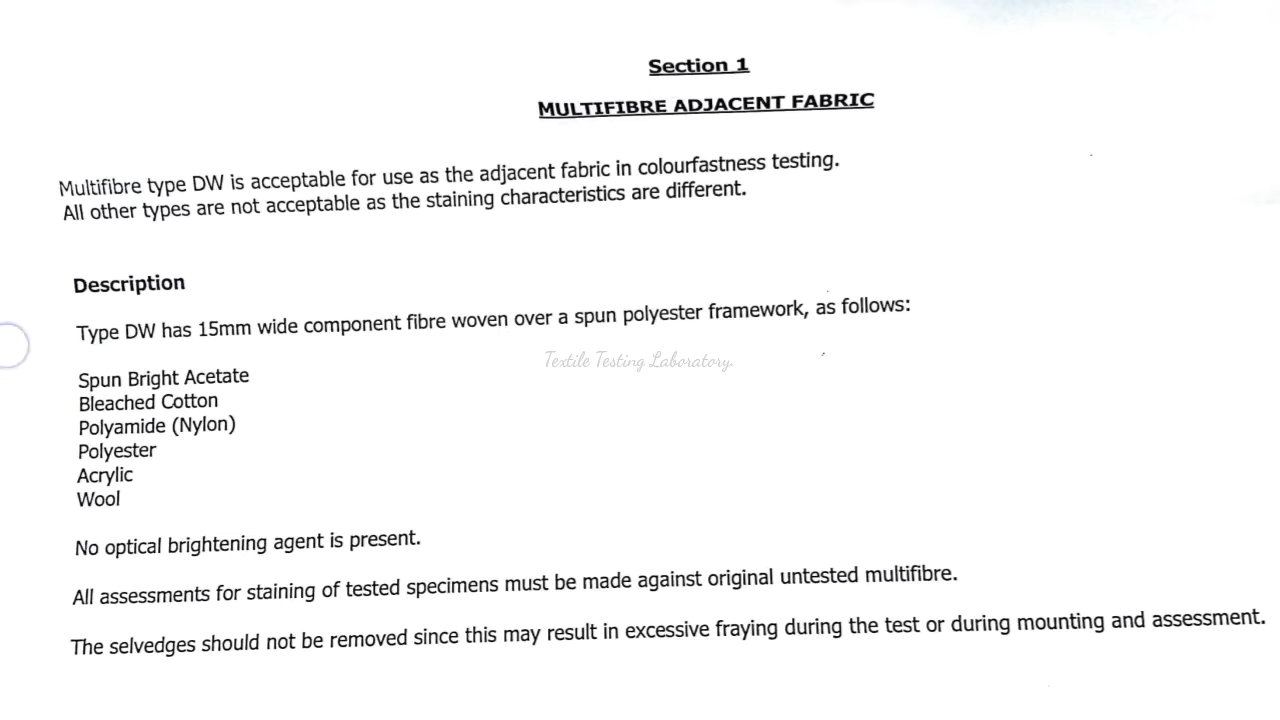 Section 1
MULTIFIBRE ADJACENT FABRIC
Multifibre type DW is acceptable for use as the adjacent fabric in colourfastness testing.
All other types are not acceptable as the staining characteristics are different.
Description
Type DW has 15mm wide component fibre woven over a spun polyester framework, as follows:
Textile Testing Laboratory.
Spun Bright Acetate
Bleached Cotton
Polyamide (Nylon)
Polyester
Acrylic
Wool
No optical brightening agent is present.
All assessments for staining of tested specimens must be made against original untested multifibre.
The selvedges should not be removed since this may result in excessive fraying during the test or during mounting and assessment.